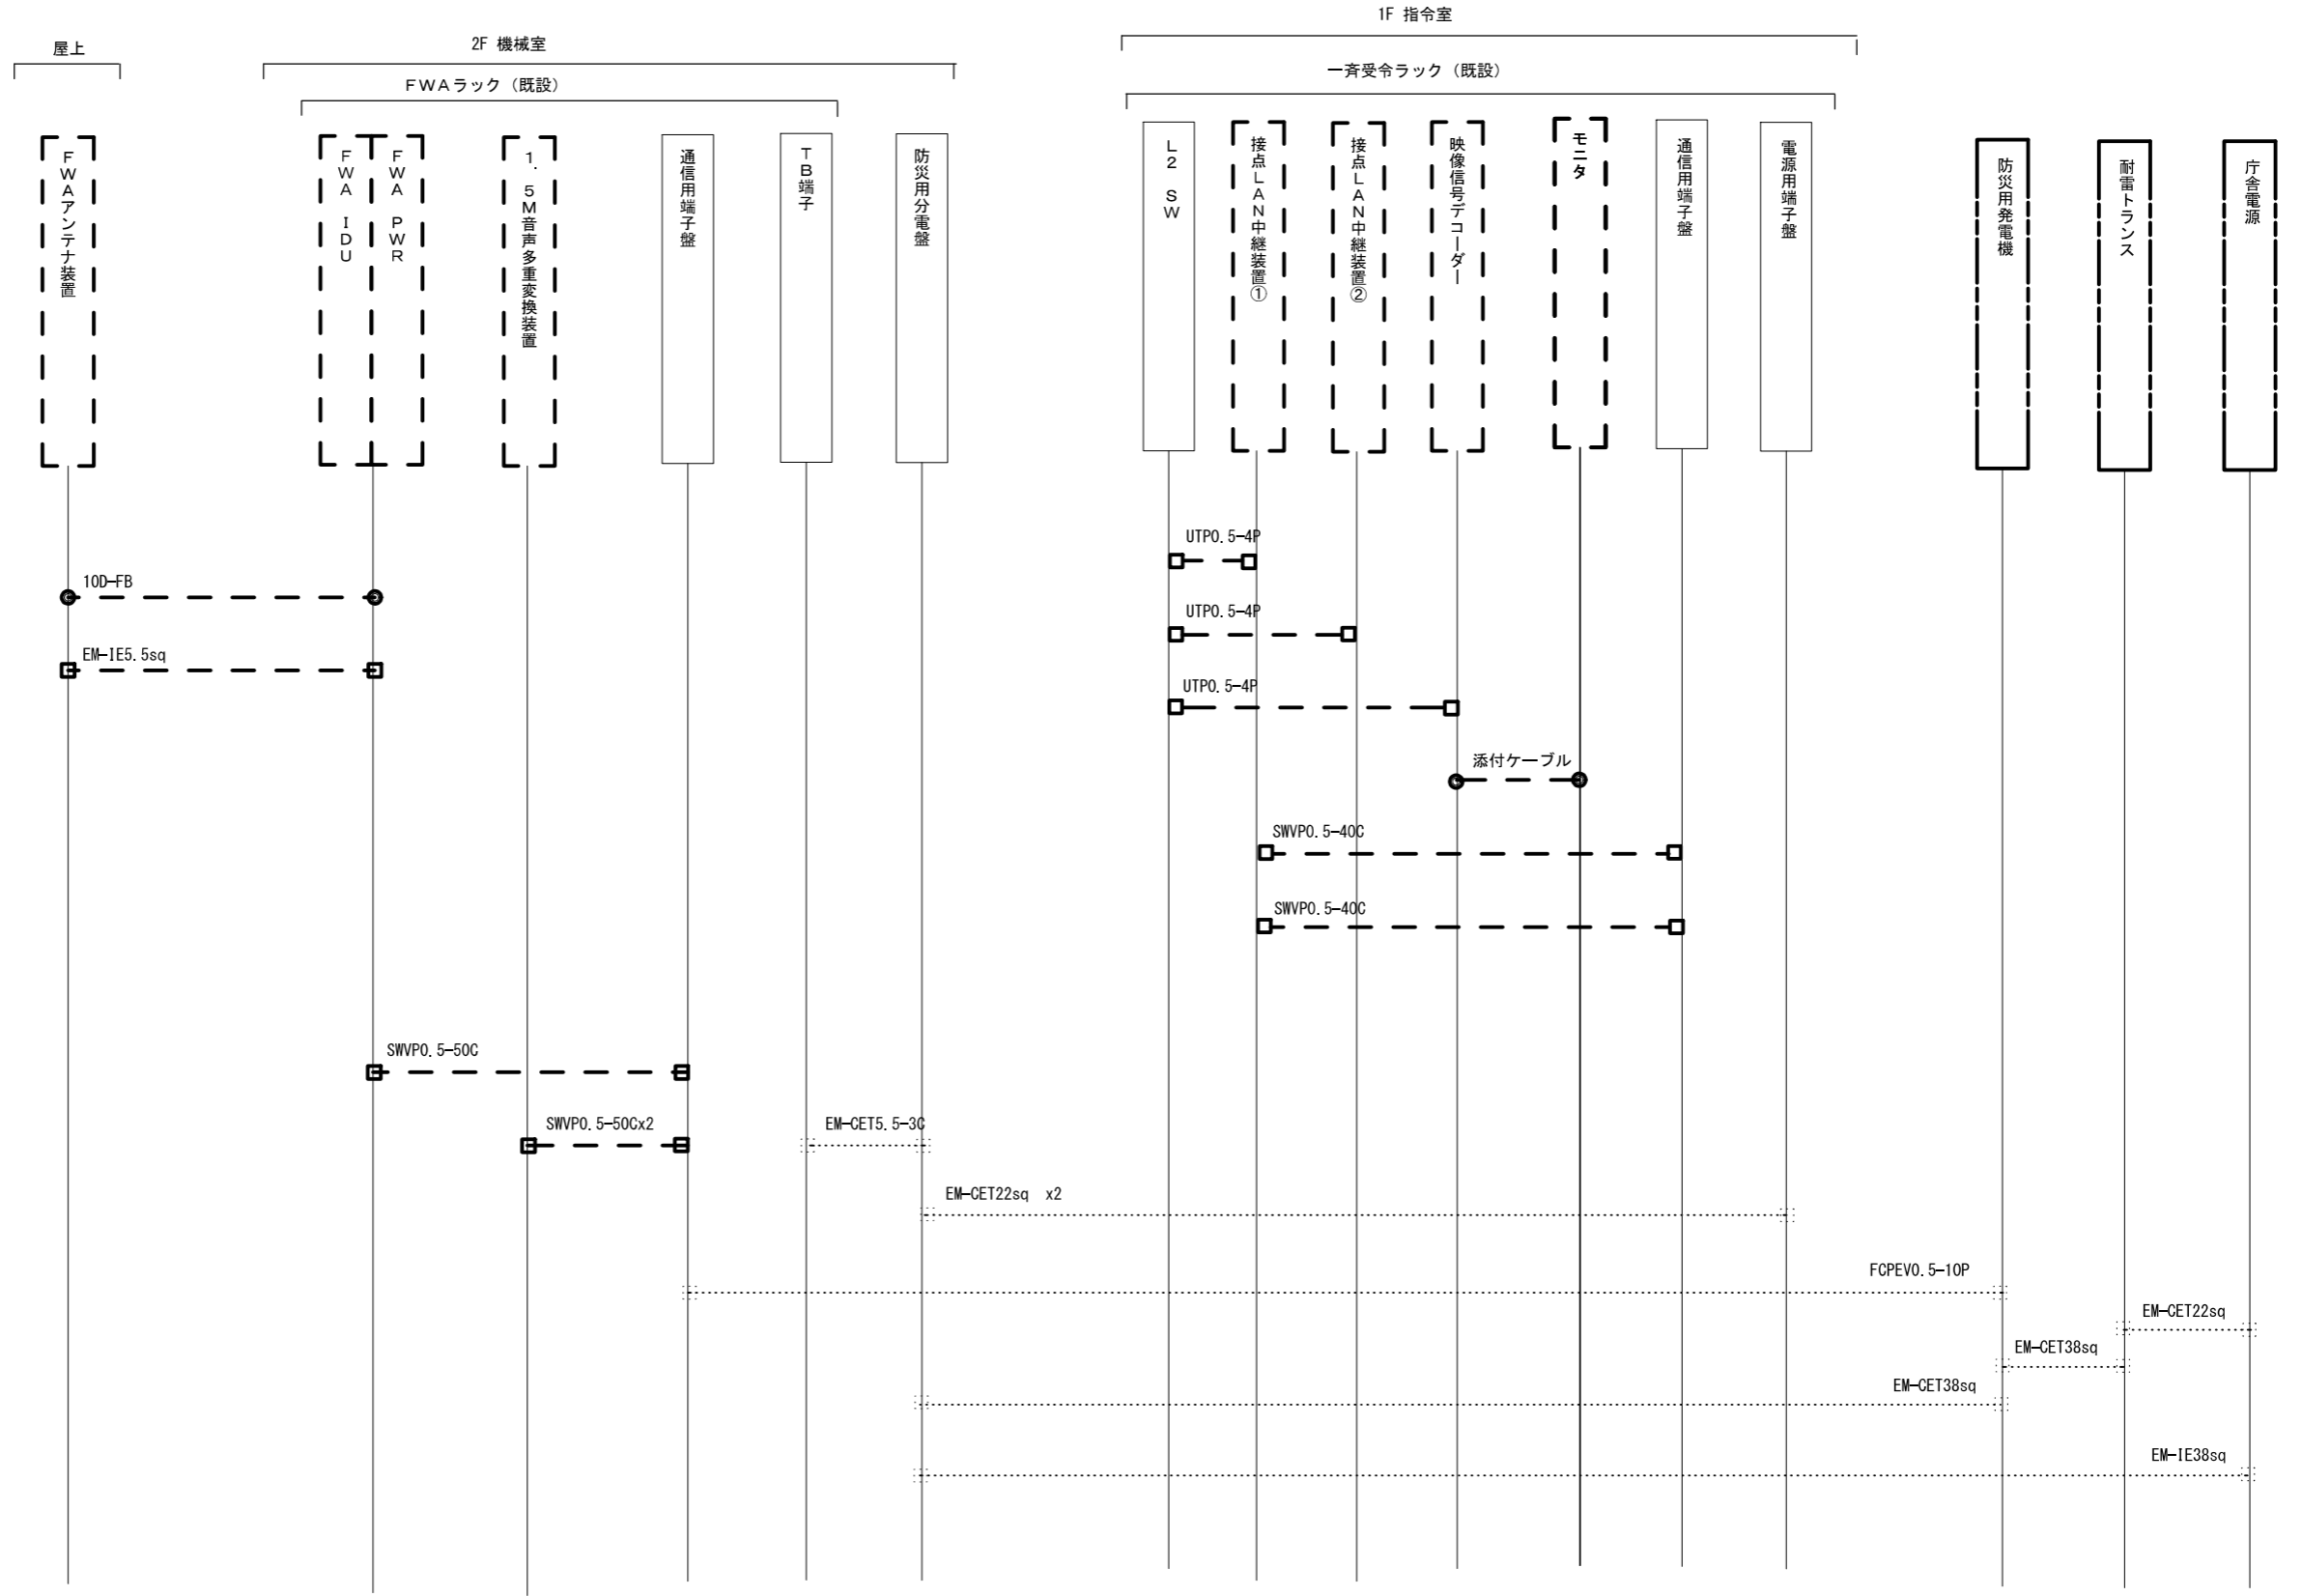 1F 指令室
屋上
2F 機械室
FWAラック（既設）
一斉受令ラック（既設）
FWAアンテナ装置
FWA IDU
FWA PWR
1．5M音声多重変換装置
通信用端子盤
TB端子
防災用分電盤
L2 SW
接点LAN中継装置①
接点LAN中継装置②
映像信号デコーダー
モニタ
通信用端子盤
電源用端子盤
防災用発電機
耐雷トランス
庁舎電源
UTP0.5-4P
10D-FB
UTP0.5-4P
EM-IE5.5sq
UTP0.5-4P
添付ケーブル
SWVP0.5-40C
SWVP0.5-40C
SWVP0.5-50C
SWVP0.5-50Cx2
EM-CET5.5-3C
EM-CET22sq x2
FCPEV0.5-10P
EM-CET22sq
EM-CET38sq
EM-CET38sq
EM-IE38sq